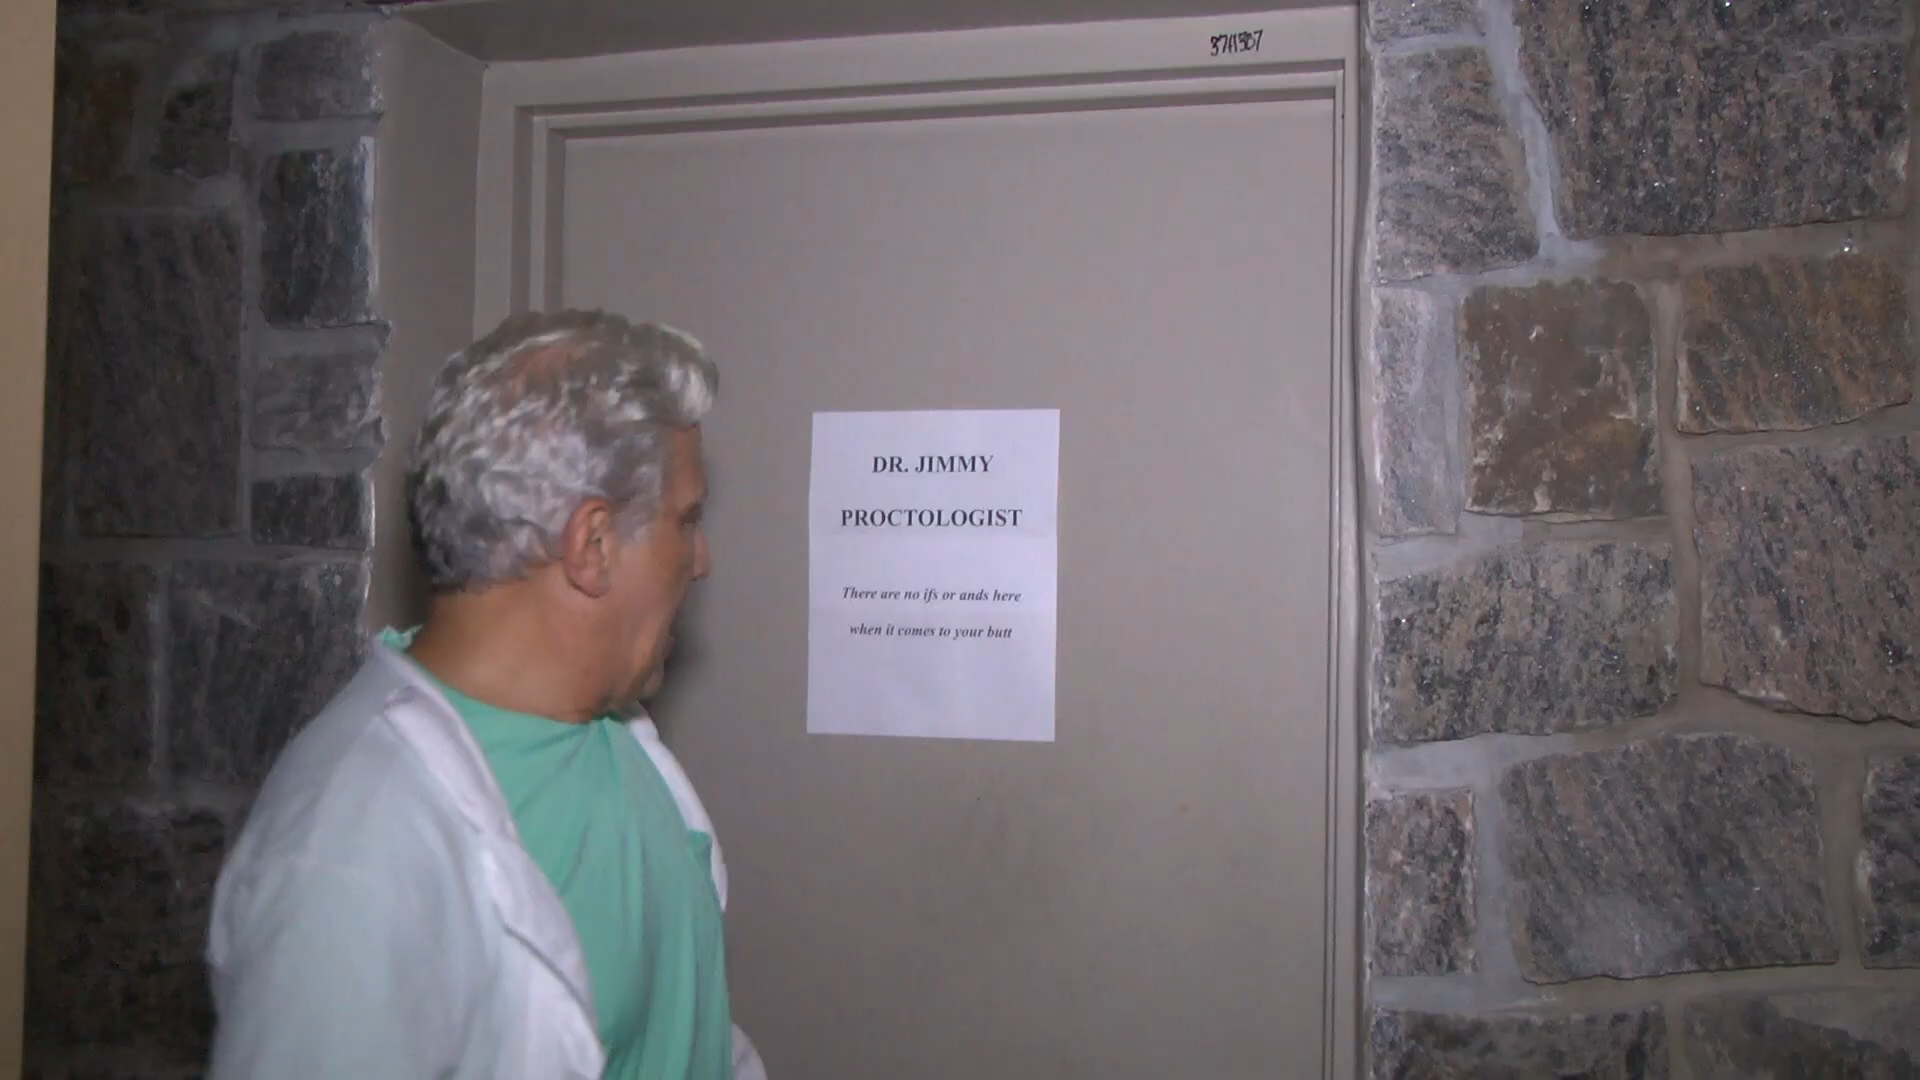 DR. JIMMY
PROCTOLOGIST
There are no ifs or ands here
when it comes to your butt